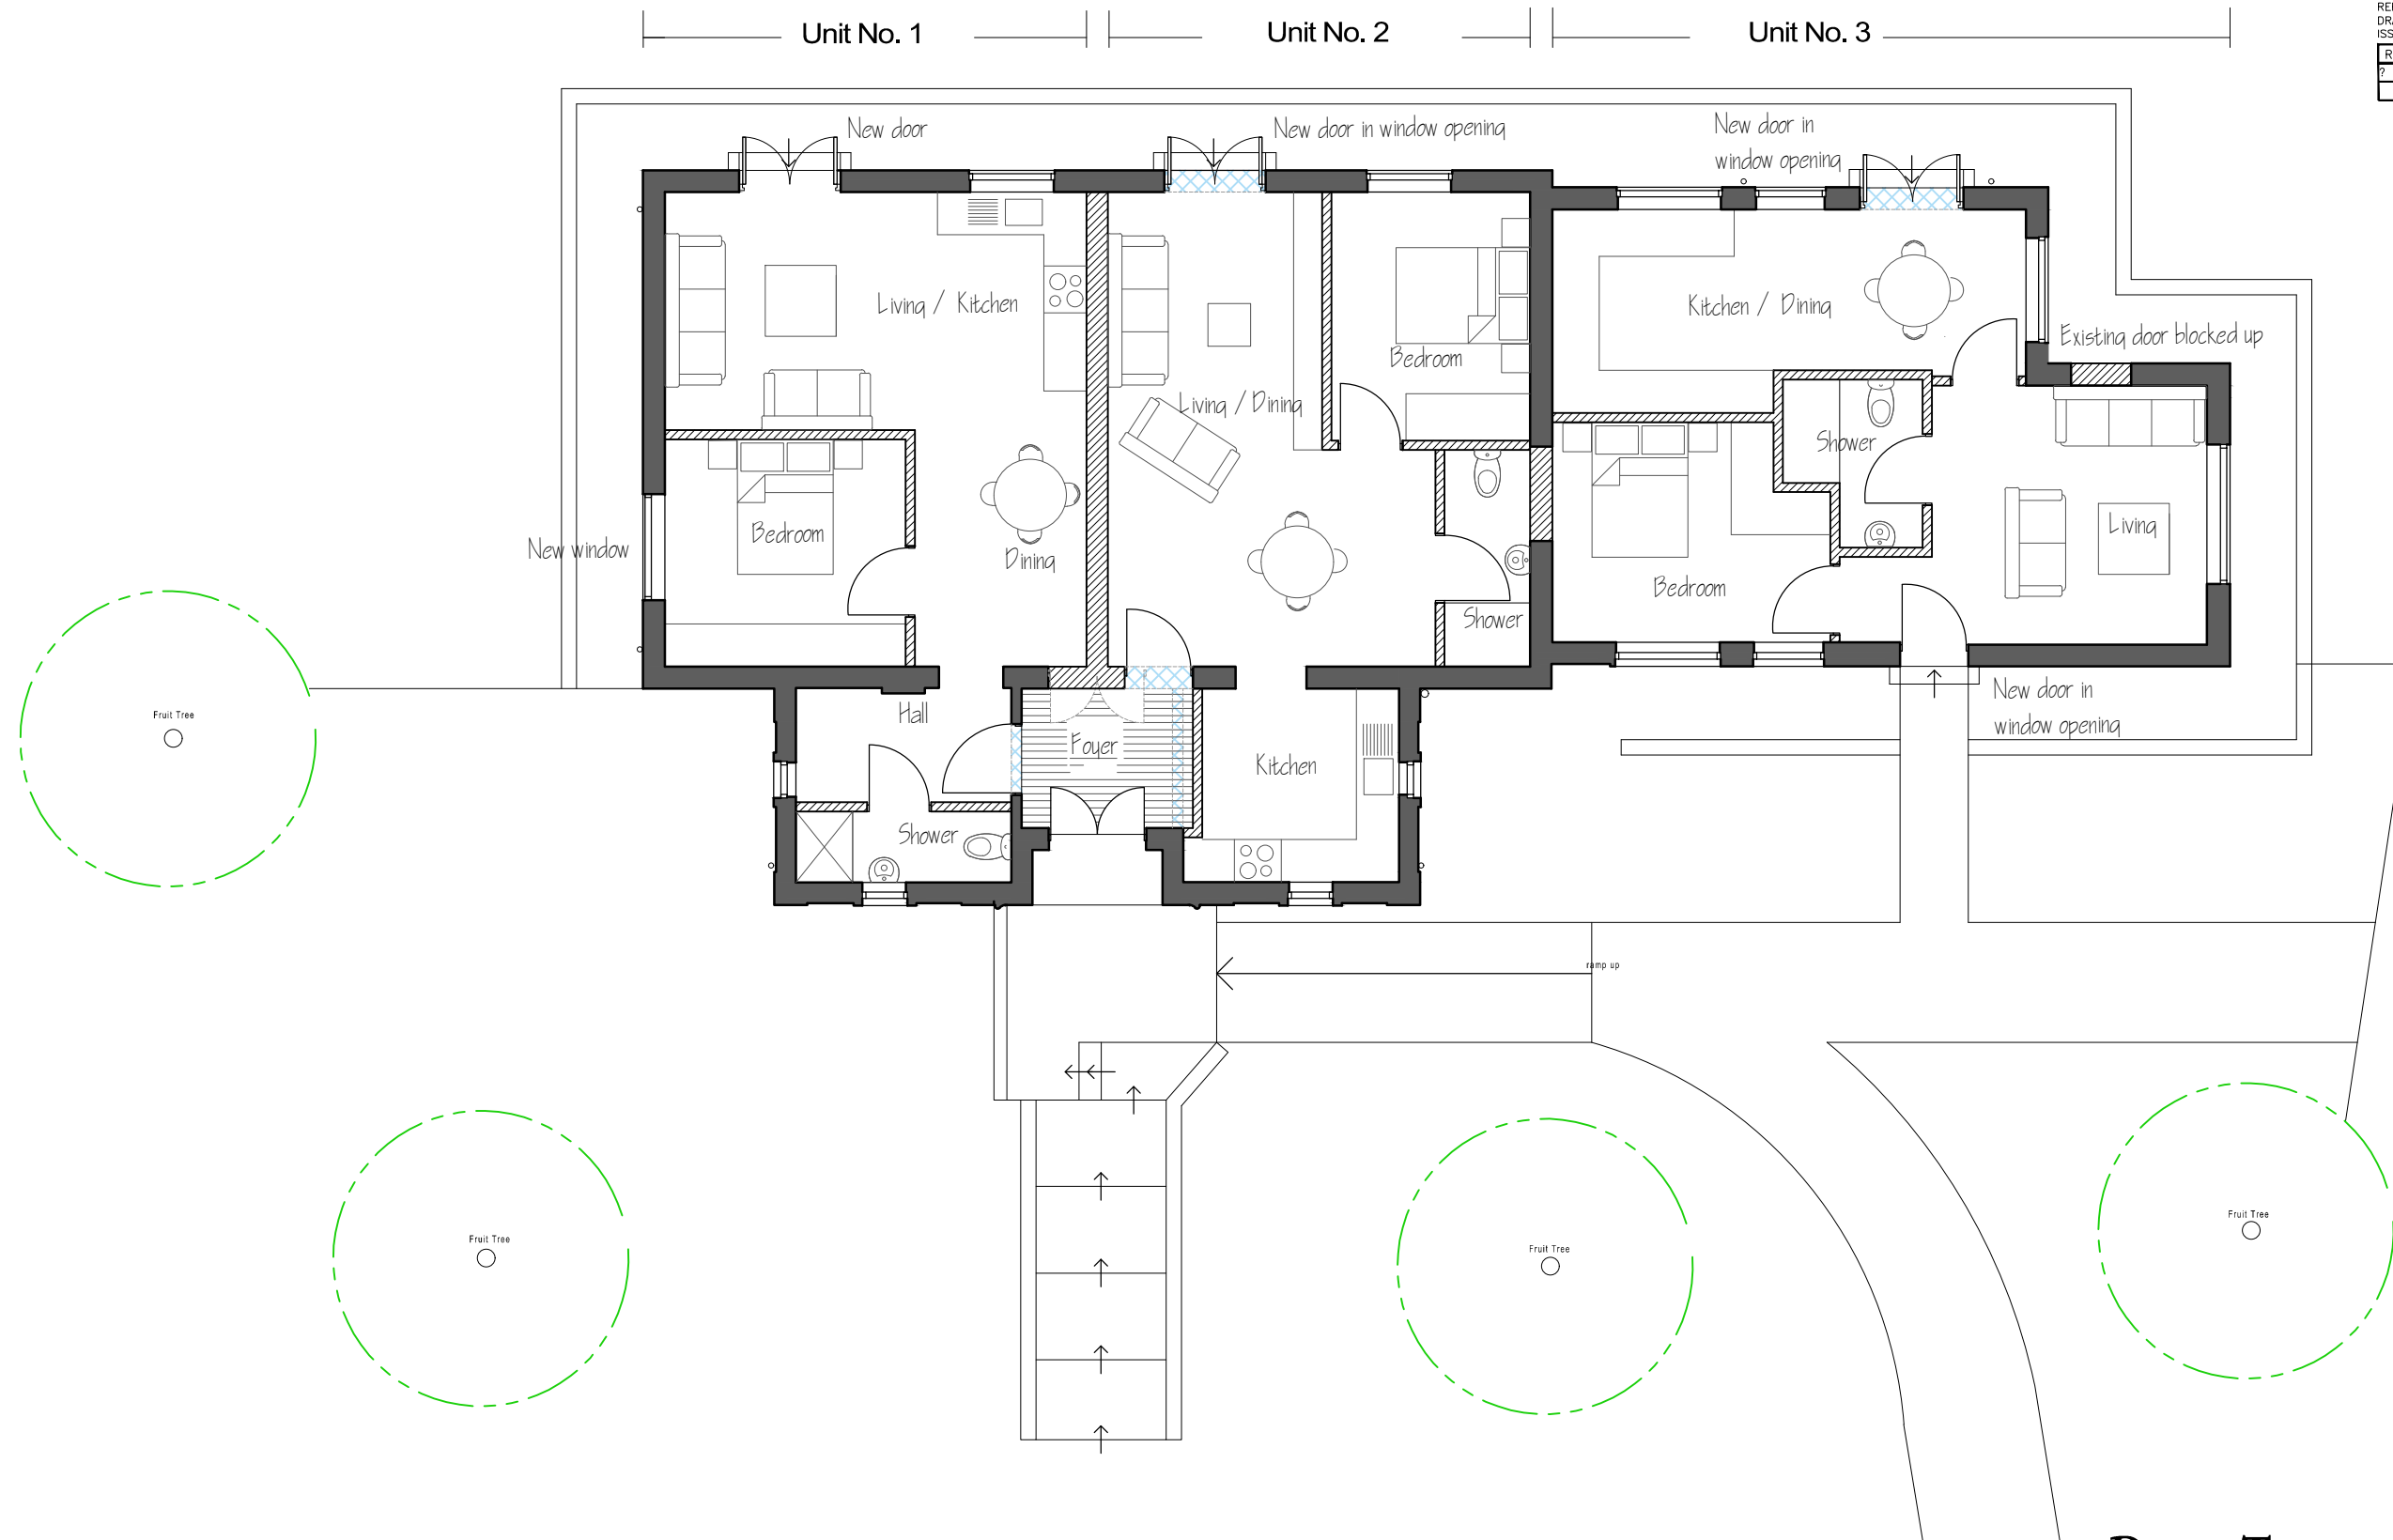 Unit No. 1
Unit No. 2
Unit No. 3
New door
New door in window opening
New door in
window opening
Living / Kitchen
Kitchen / Dining
Existing door blocked up
Bedroom
Living / Dining
Shower
Bedroom
New window
Dining
Living
Bedroom
Shower
New door in
window opening
Hall
Foyer
Kitchen
Shower
Fruit Tree
ramp up
Fruit Tree
Fruit Tree
Fruit Tree